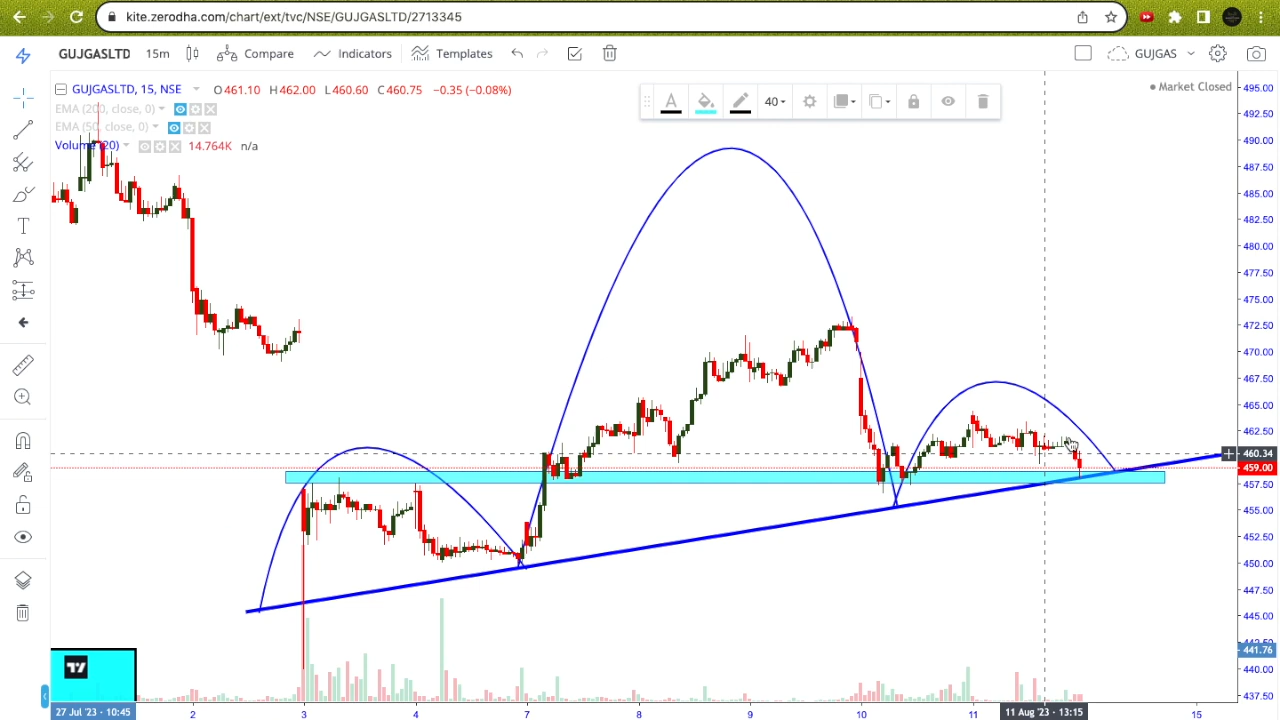 kite.zerodha.com/chart/ext/tvc/NSE/GUJGASLTD/2713345
GUJGASLTD 15m Compare Indicators Templates GUJGAS
GUJGASLTD, 15, NSE O461.10 H462.00 L460.60 C460.75 −0.35 (−0.08%)
Market Closed
EMA (200, close, 0)
EMA (50, close, 0)
Volume (20) 14.764K n/a
A 40
495.00
492.50
490.00
487.50
485.00
482.50
480.00
477.50
475.00
472.50
470.00
467.50
465.00
462.50
460.34
459.00
457.50
455.00
452.50
450.00
447.50
445.00
441.76
440.00
437.50
27 Jul '23 - 10:45 2 3 4 7 8 9 10 11 11 Aug '23 - 13:15 15